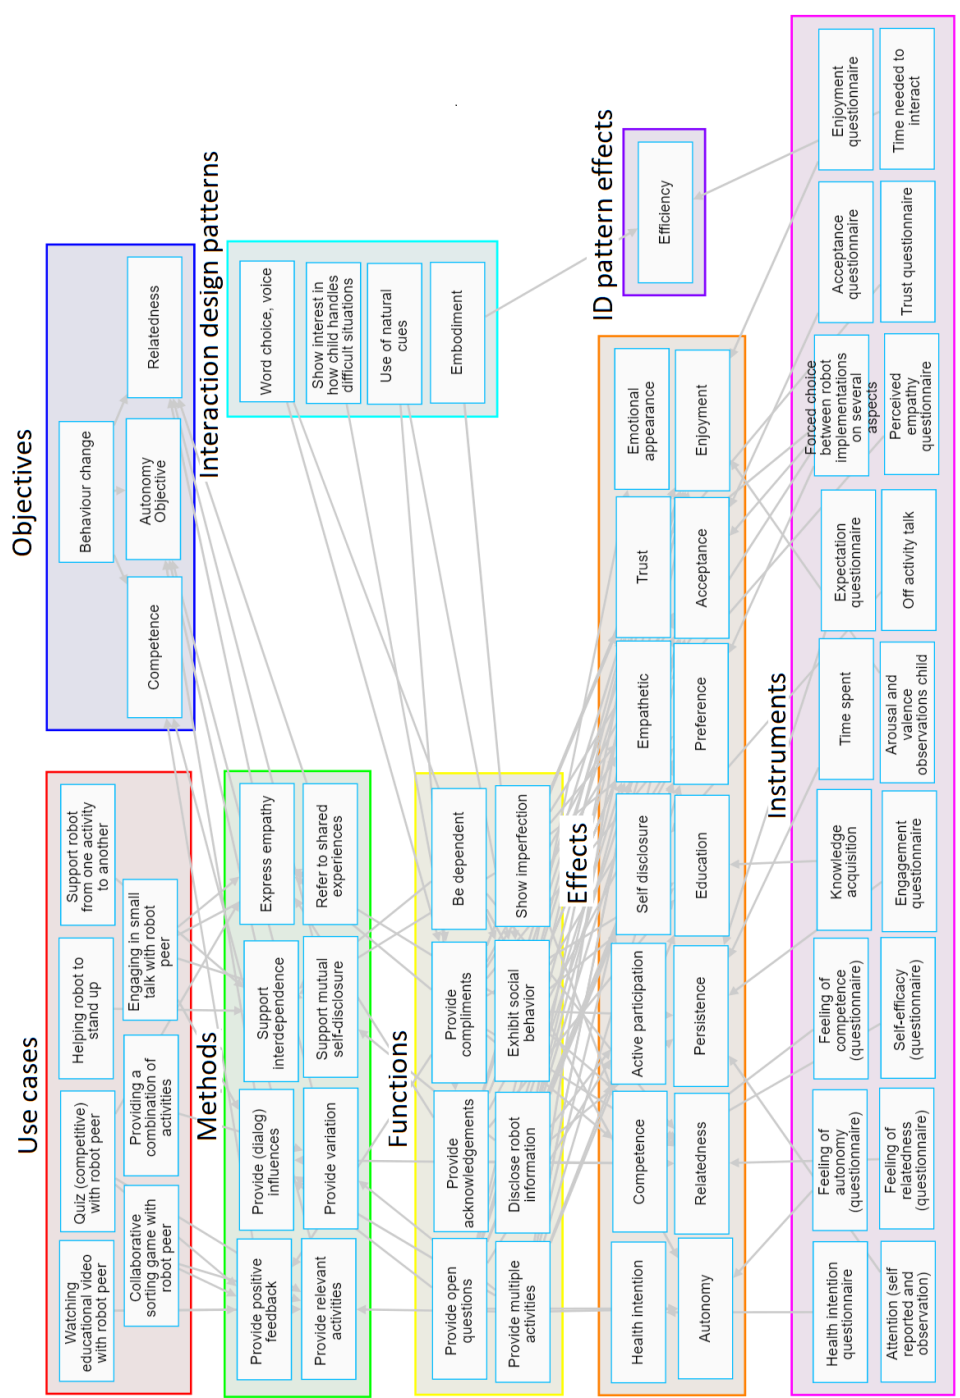 Use cases
Watching
educational video
with robot peer
Quiz (competitive)
with robot peer
Helping robot to
stand up
Support robot
from one activity
to another
Collaborative
sorting game with
robot peer
Providing a
combination of
activities
Engaging in small
talk with robot
peer
Objectives
Behaviour change
Competence
Autonomy
Objective
Relatedness
Methods
Provide positive
feedback
Provide (dialog)
influences
Support
interdependence
Express empathy
Provide relevant
activities
Provide variation
Support mutual
self-disclosure
Refer to shared
experiences
Interaction design patterns
Word choice, voice
Show interest in
how child handles
difficult situations
Use of natural
cues
Embodiment
Functions
Provide open
questions
Provide
acknowledgements
Provide
compliments
Be dependent
Provide multiple
activities
Disclose robot
information
Exhibit social
behavior
Show imperfection
Effects
Health intention
Competence
Active participation
Self disclosure
Empathetic
Trust
Emotional
appearance
Autonomy
Relatedness
Persistence
Education
Preference
Acceptance
Enjoyment
ID pattern effects
Efficiency
Instruments
Health intention
questionnaire
Feeling of
autonomy
(questionnaire)
Feeling of
competence
(questionnaire)
Knowledge
acquisition
Time spent
Expectation
questionnaire
Forced choice
between robot
implementations
on several
aspects
Acceptance
questionnaire
Enjoyment
questionnaire
Attention (self
reported and
observation)
Feeling of
relatedness
(questionnaire)
Self-efficacy
(questionnaire)
Engagement
questionnaire
Arousal and
valence
observations child
Off activity talk
Perceived
empathy
questionnaire
Trust questionnaire
Time needed to
interact